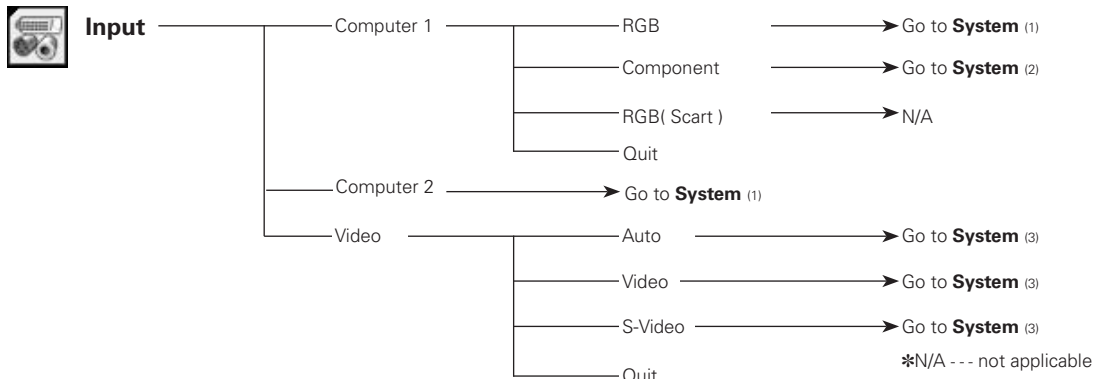 Input Computer 1 RGB Go to System (1)
Component Go to System (2)
RGB( Scart ) N/A
Quit
Computer 2 Go to System (1)
Video Auto Go to System (3)
Video Go to System (3)
S-Video Go to System (3)
✽N/A - - - not applicable
Quit